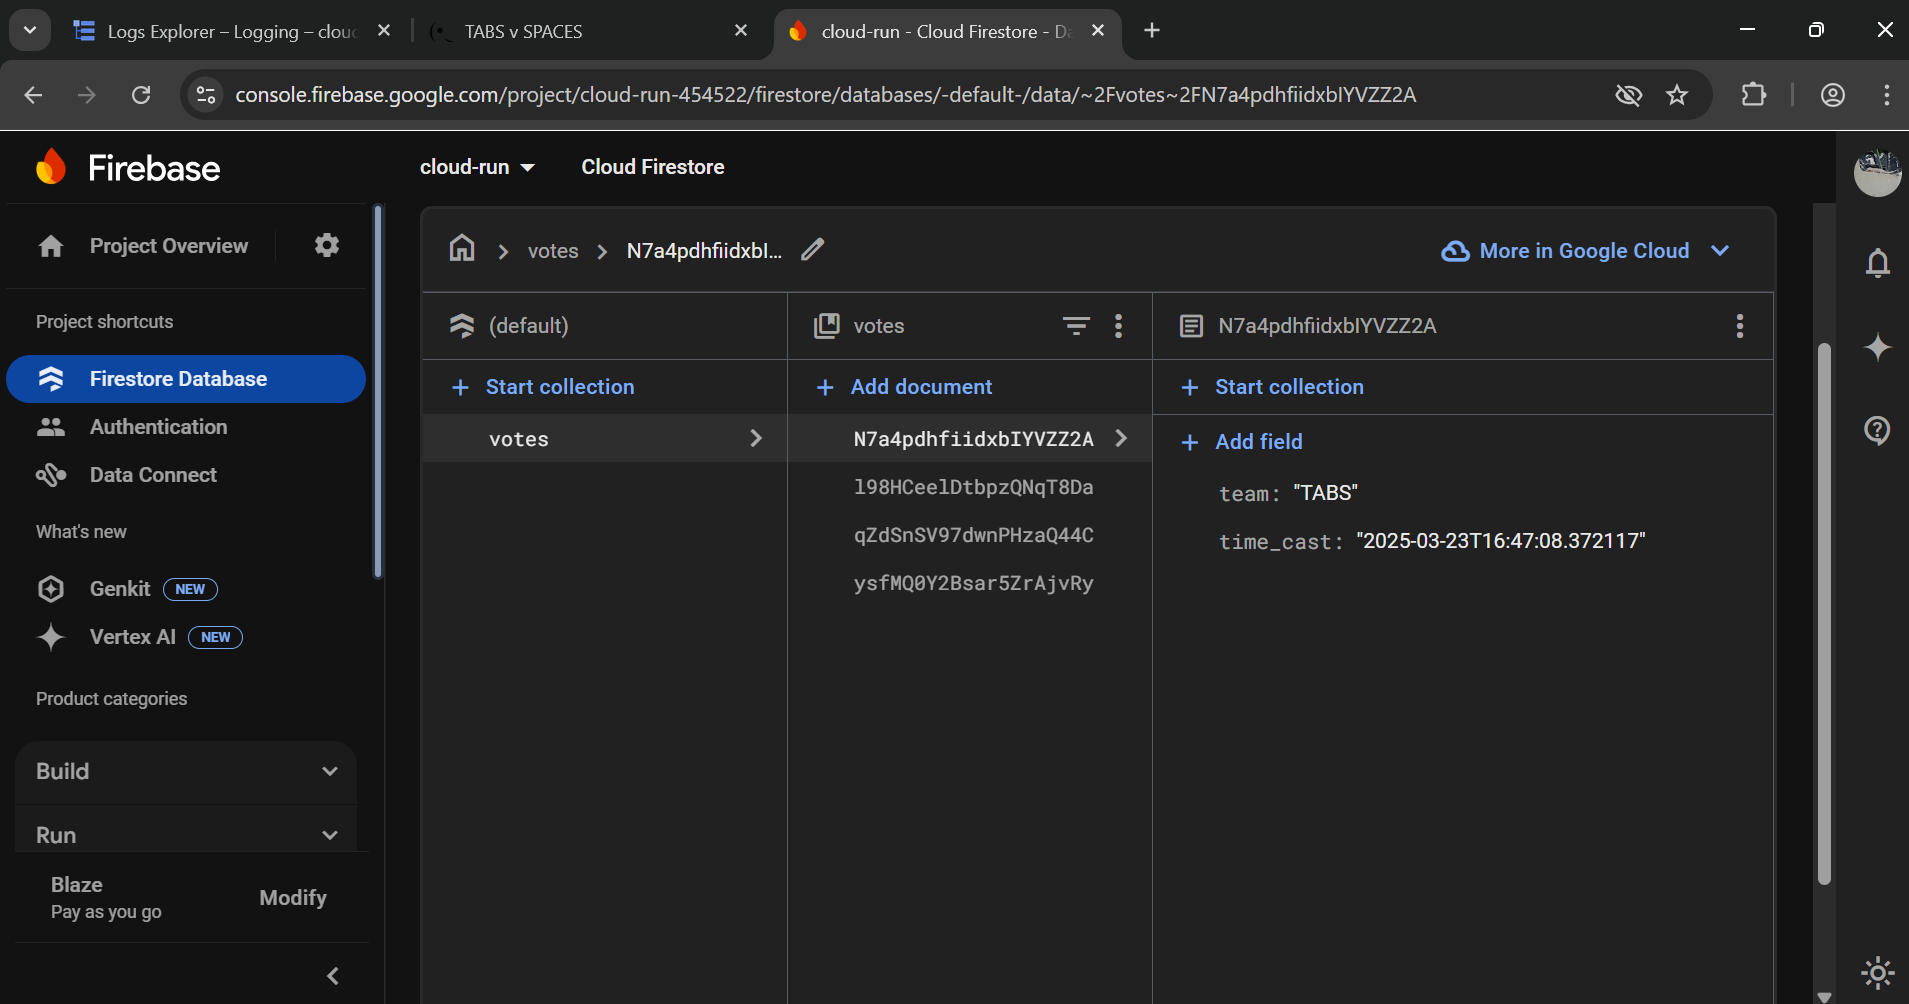 Logs Explorer – Logging – clou
TABS v SPACES
cloud-run - Cloud Firestore - Da
console.firebase.google.com/project/cloud-run-454522/firestore/databases/-default-/data/~2Fvotes~2FN7a4pdhfiidxbIYVZZ2A
Firebase
cloud-run
Cloud Firestore
Project Overview
Project shortcuts
Firestore Database
Authentication
Data Connect
What's new
Genkit NEW
Vertex AI NEW
Product categories
Build
Run
Blaze
Pay as you go
Modify
votes
N7a4pdhfiidxbI...
More in Google Cloud
(default)
Start collection
votes
votes
Add document
N7a4pdhfiidxbIYVZZ2A
l98HCeelDtbpzQNqT8Da
qZdSnSV97dwnPHzaQ44C
ysfMQ0Y2Bsar5ZrAjvRy
N7a4pdhfiidxbIYVZZ2A
Start collection
Add field
team: "TABS"
time_cast: "2025-03-23T16:47:08.372117"